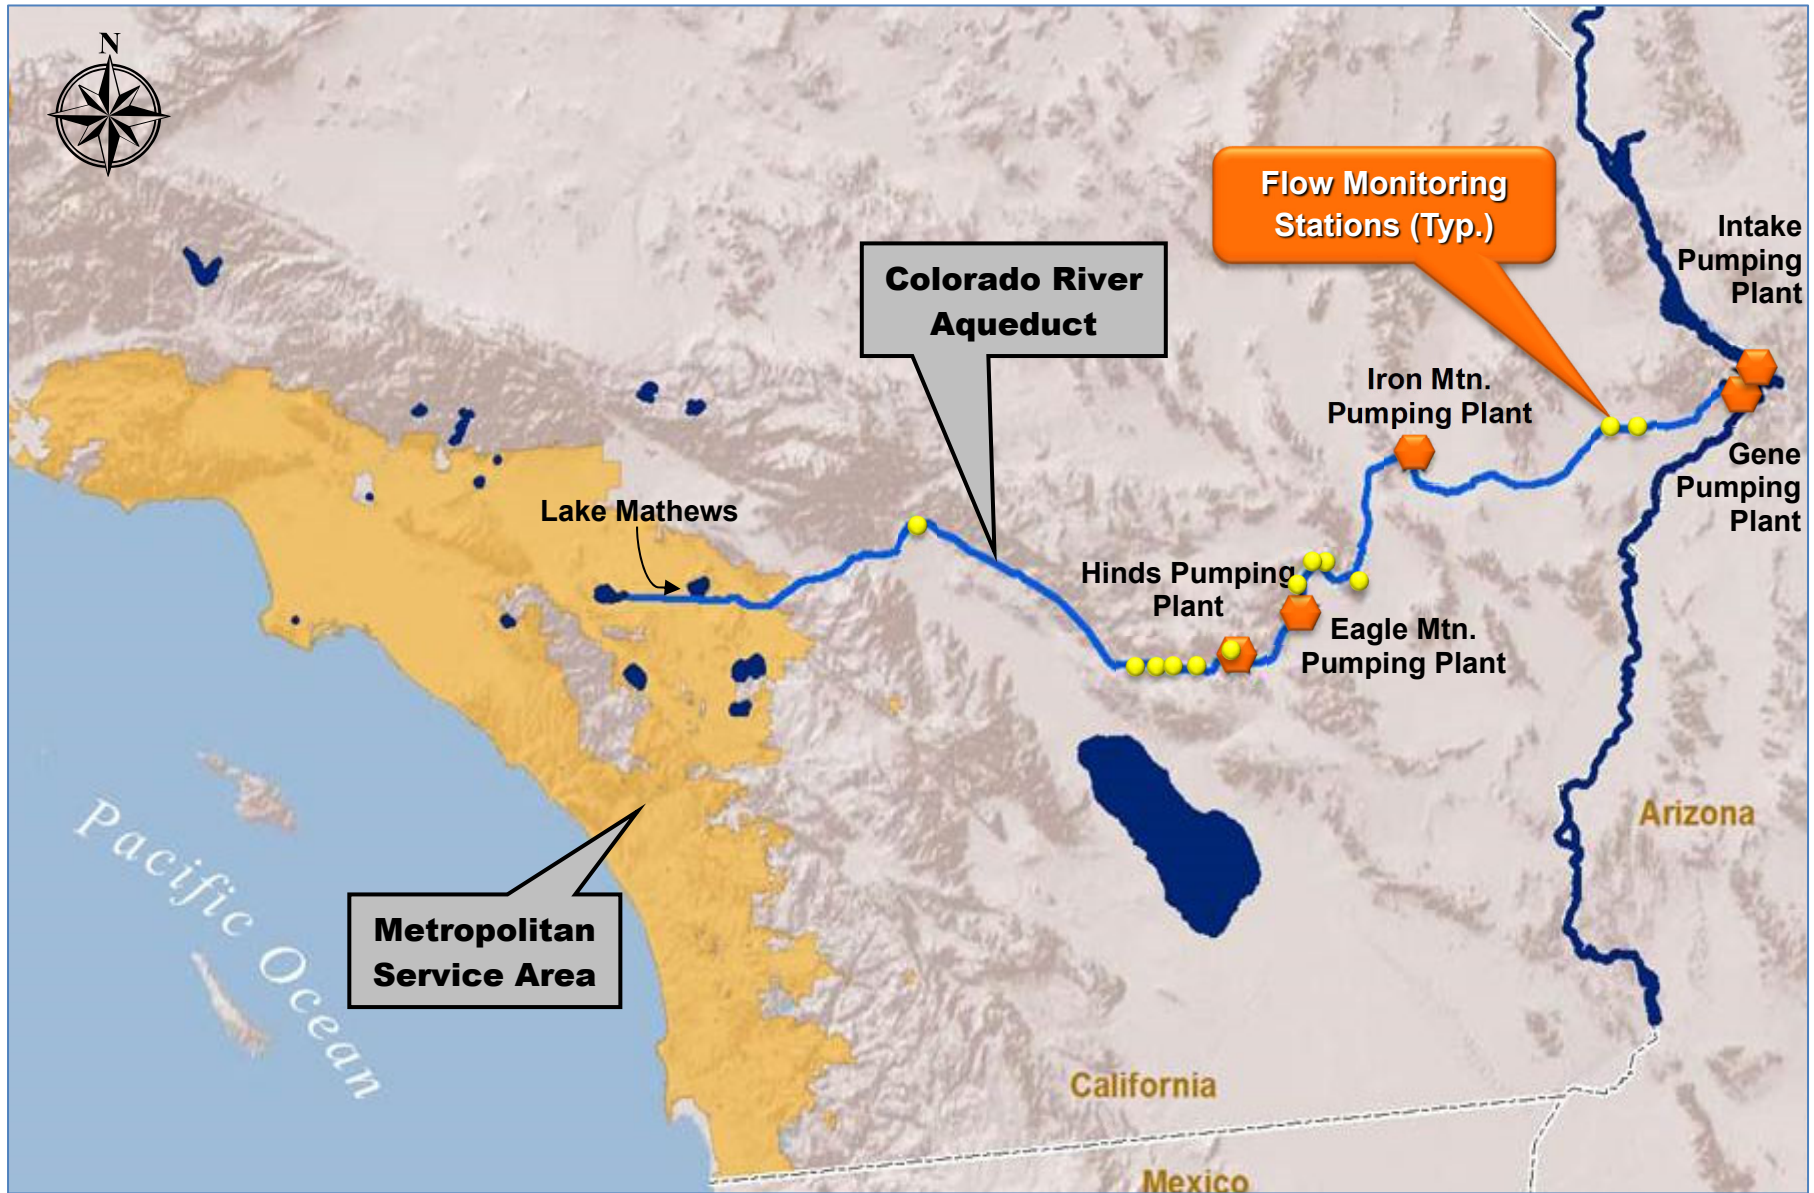 N
Flow Monitoring
Stations (Typ.)
Intake
Pumping
Plant
Colorado River
Aqueduct
Iron Mtn.
Pumping Plant
Gene
Pumping
Plant
Lake Mathews
Hinds Pumping
Plant
Eagle Mtn.
Pumping Plant
Arizona
Pacific Ocean
Metropolitan
Service Area
California
Mexico